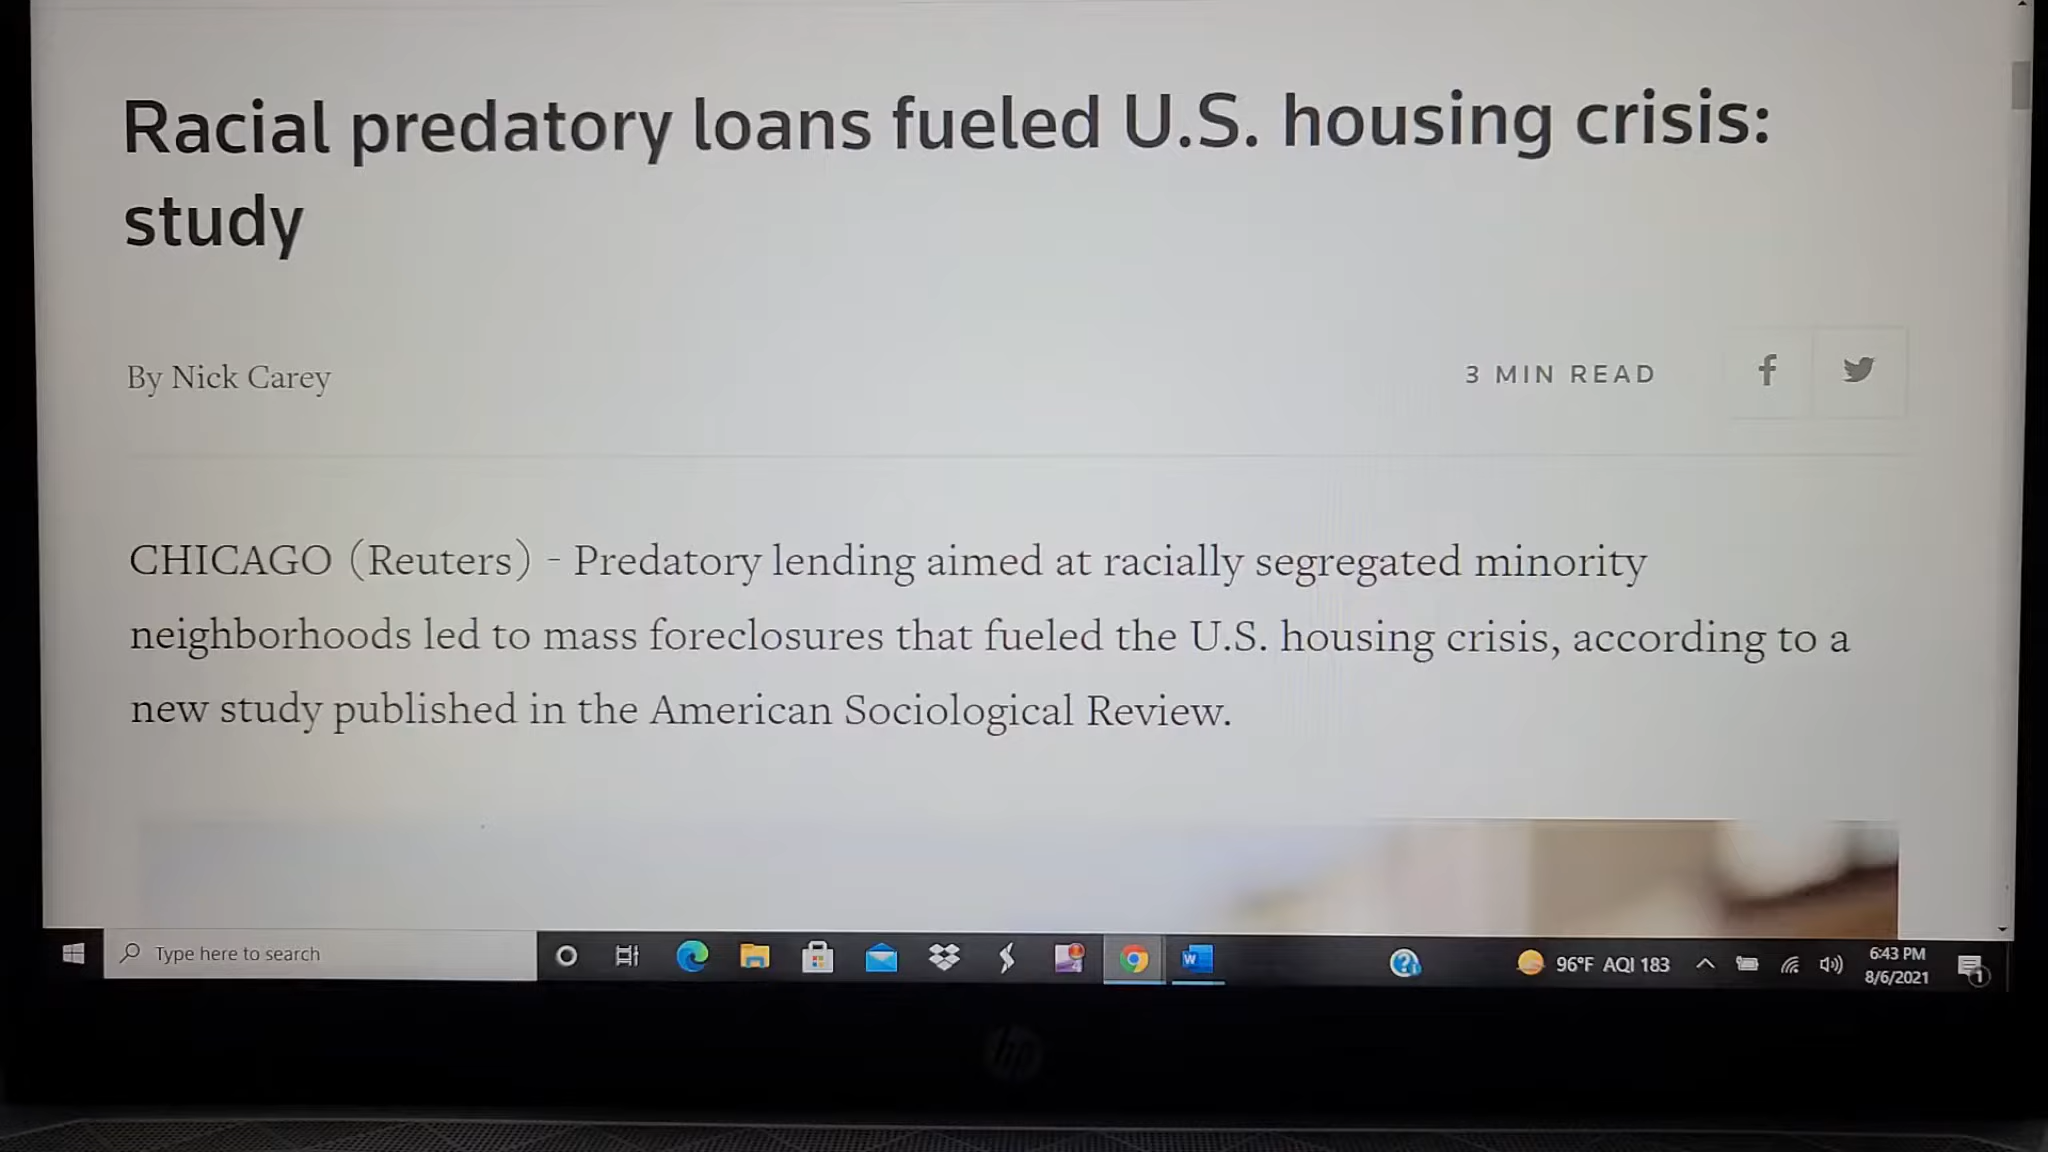 Racial predatory loans fueled U.S. housing crisis:
study
By Nick Carey
3 MIN READ
CHICAGO (Reuters) - Predatory lending aimed at racially segregated minority
neighborhoods led to mass foreclosures that fueled the U.S. housing crisis, according to a
new study published in the American Sociological Review.
Type here to search
96°F AQI 183
6:43 PM
8/6/2021
1
hp